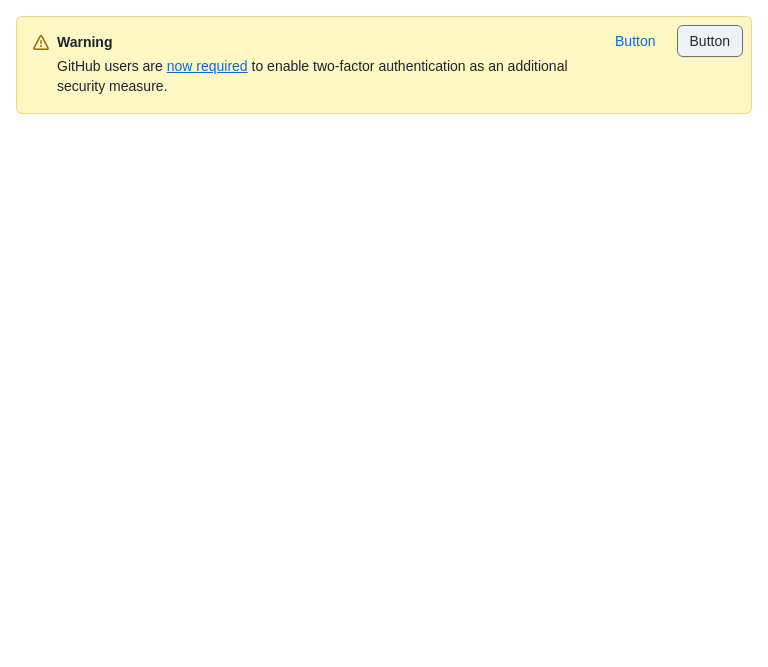 Warning
Button
Button
GitHub users are now required to enable two-factor authentication as an additional
security measure.